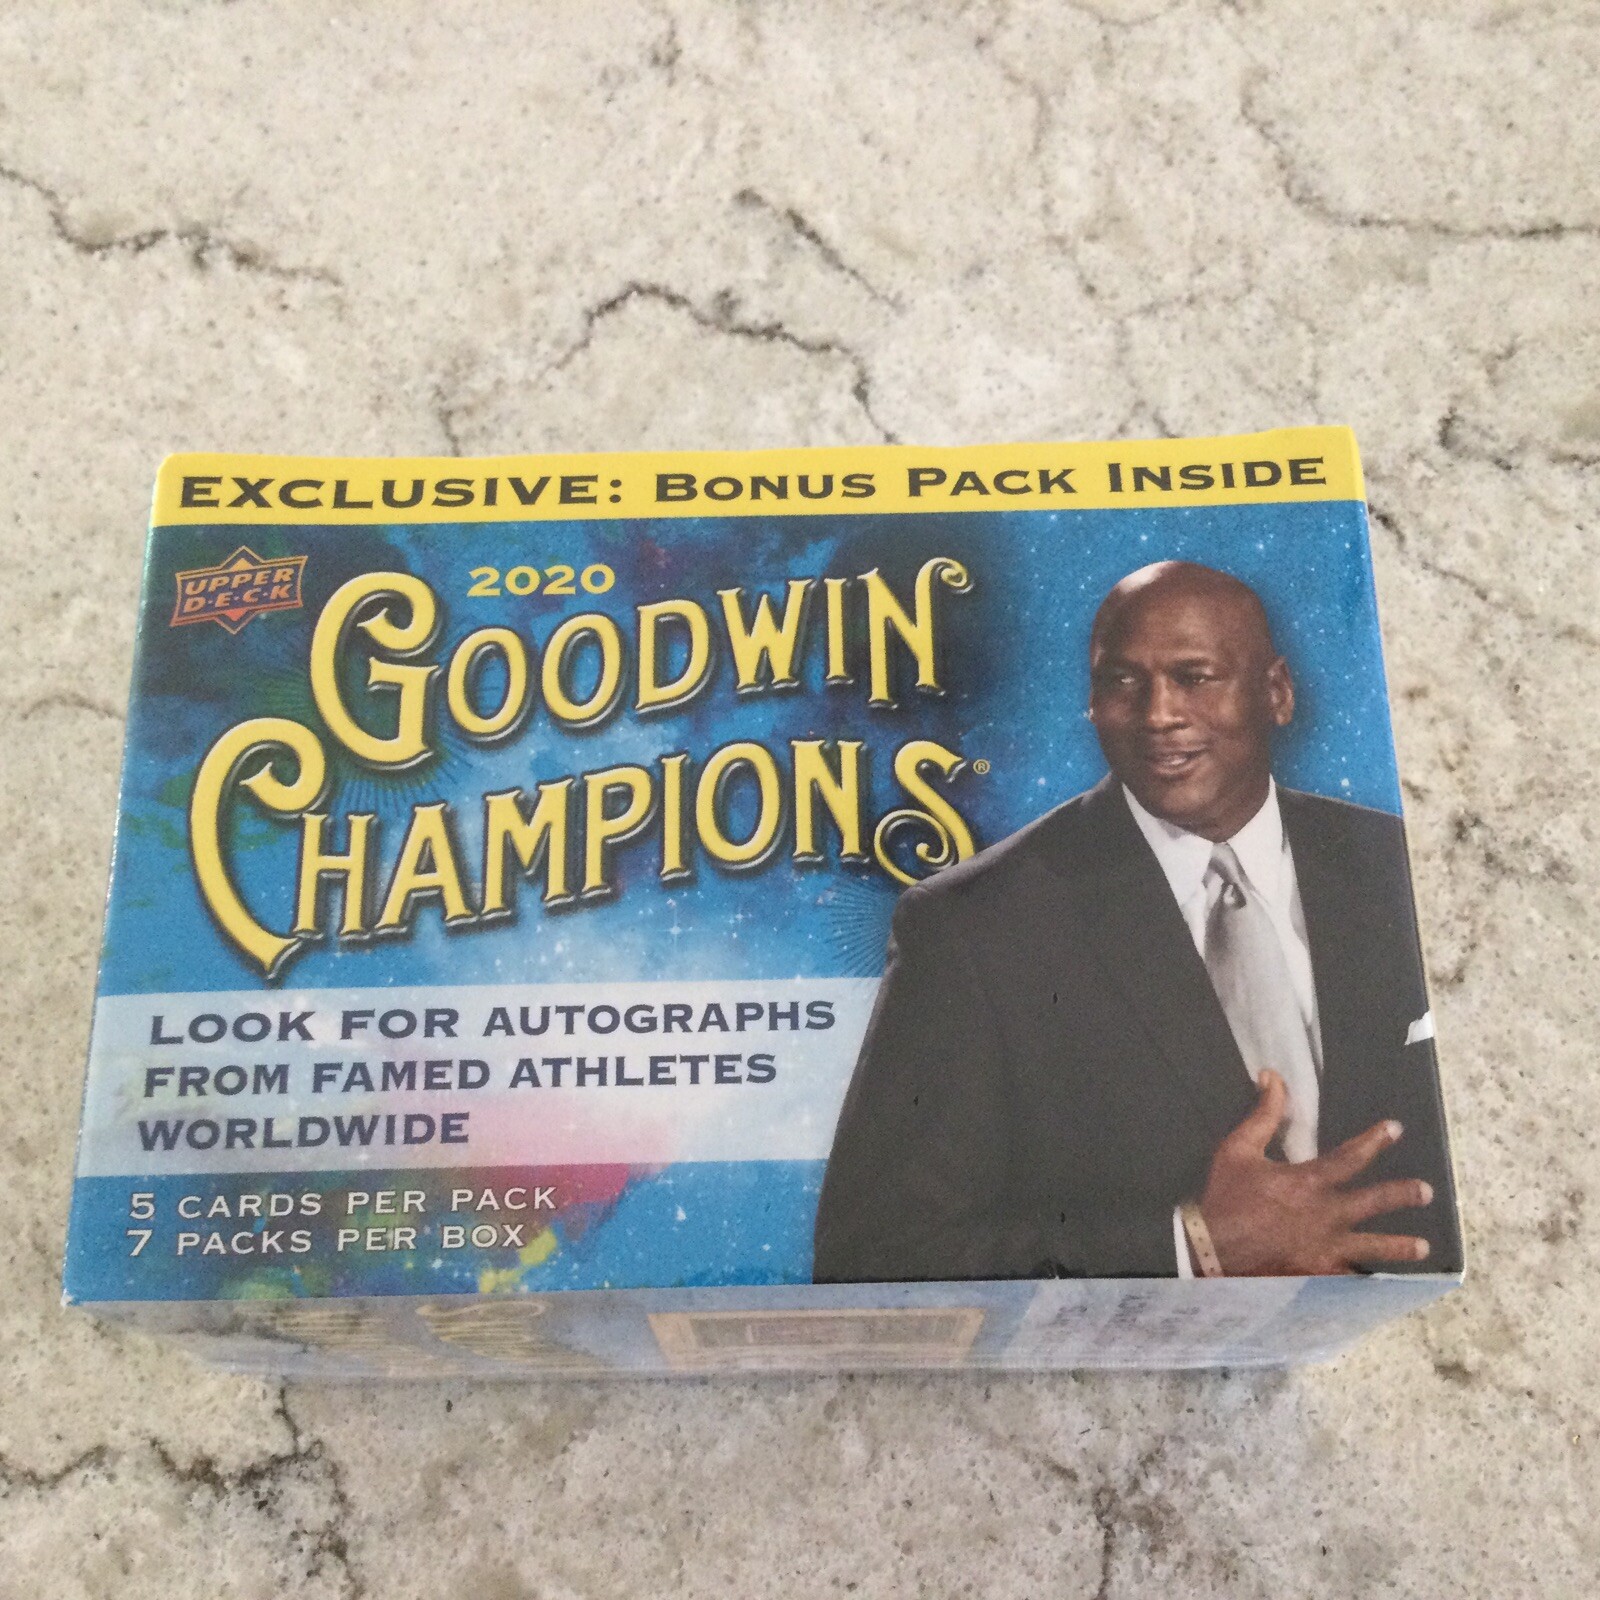 EXCLUSIVE: BONUS PACK INSIDE
UPPER
D·E·C·K
2020
GOODWIN
CHAMPIONS®
LOOK FOR AUTOGRAPHS
FROM FAMED ATHLETES
WORLDWIDE
5 CARDS PER PACK
7 PACKS PER BOX